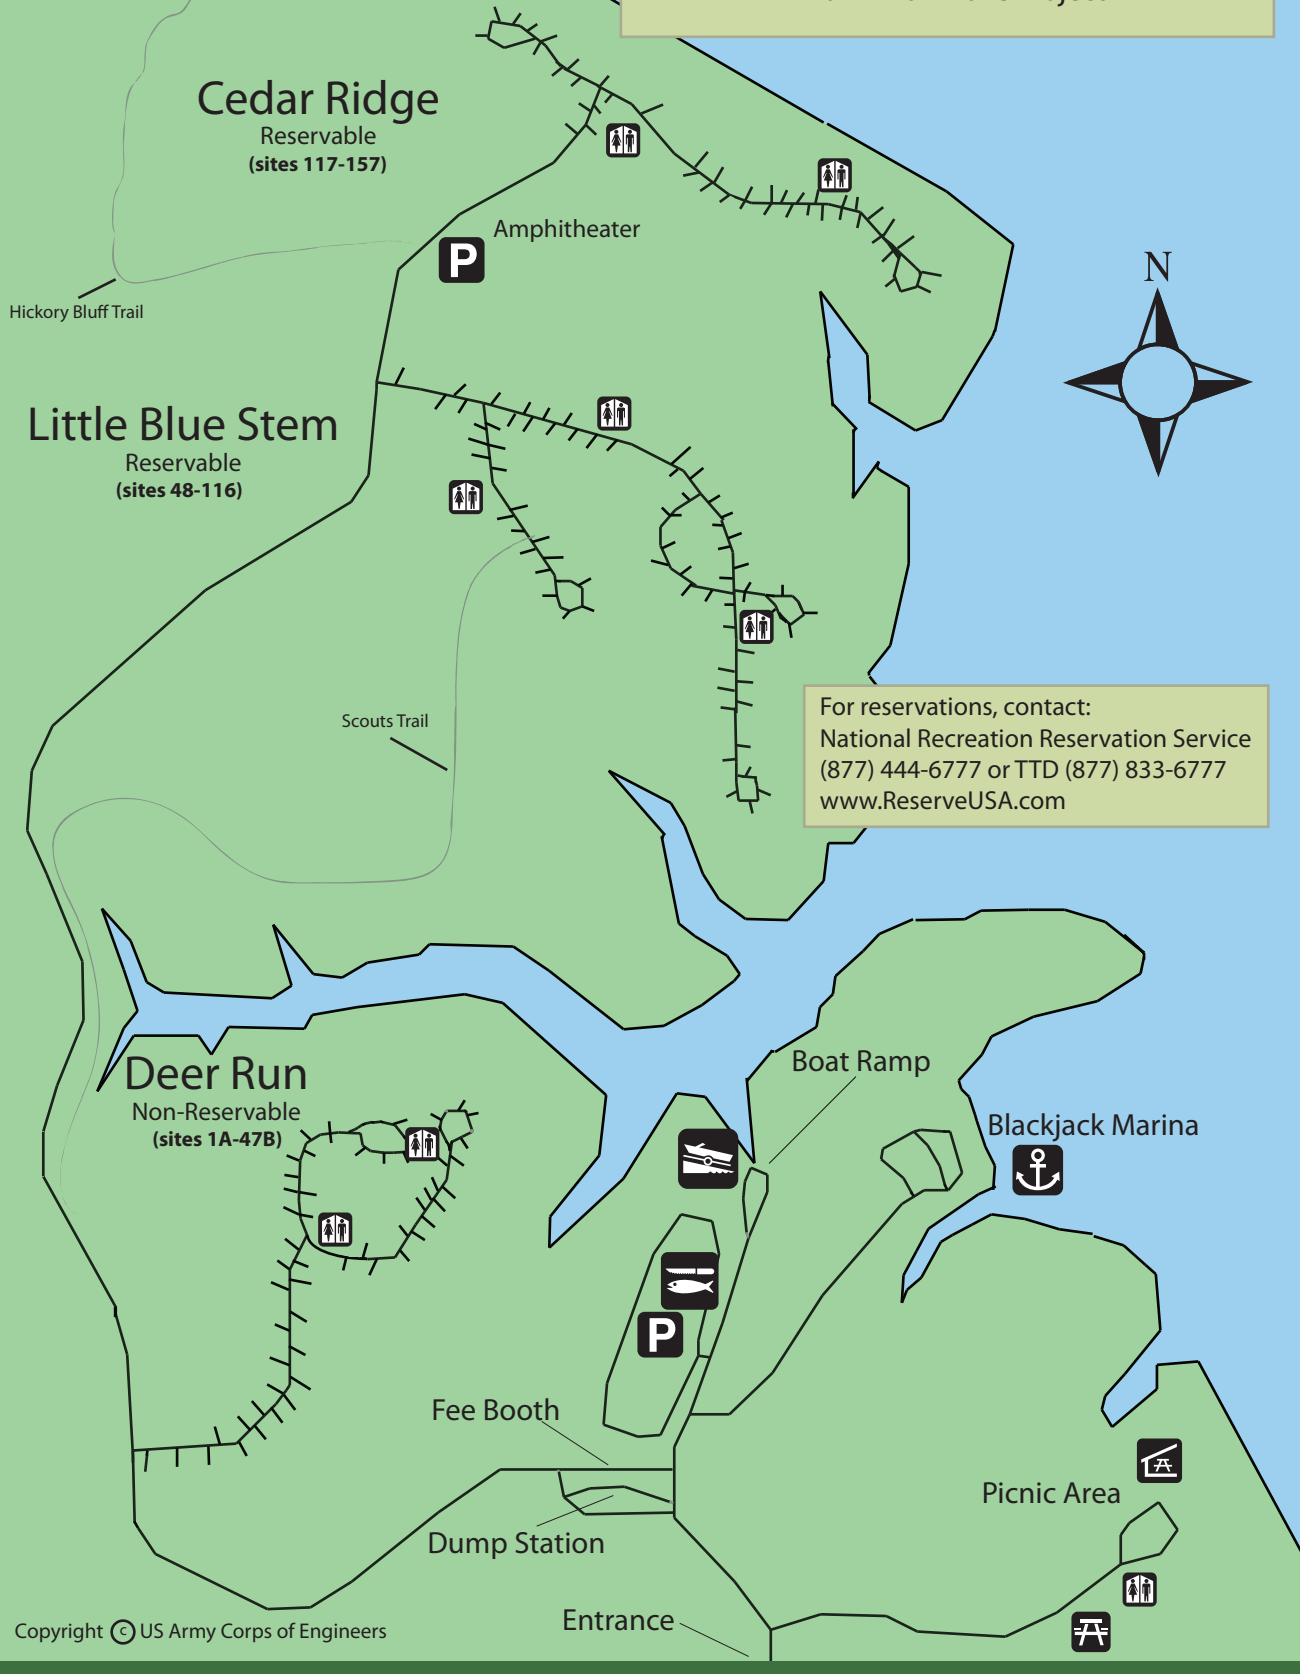 Cedar Ridge
Reservable
(sites 117-157)
Amphitheater
P
N
Hickory Bluff Trail
Little Blue Stem
Reservable
(sites 48-116)
Scouts Trail
For reservations, contact:
National Recreation Reservation Service
(877) 444-6777 or TTD (877) 833-6777
www.ReserveUSA.com
Deer Run
Non-Reservable
(sites 1A-47B)
Boat Ramp
Blackjack Marina
P
Fee Booth
Picnic Area
Dump Station
Entrance
Copyright © US Army Corps of Engineers